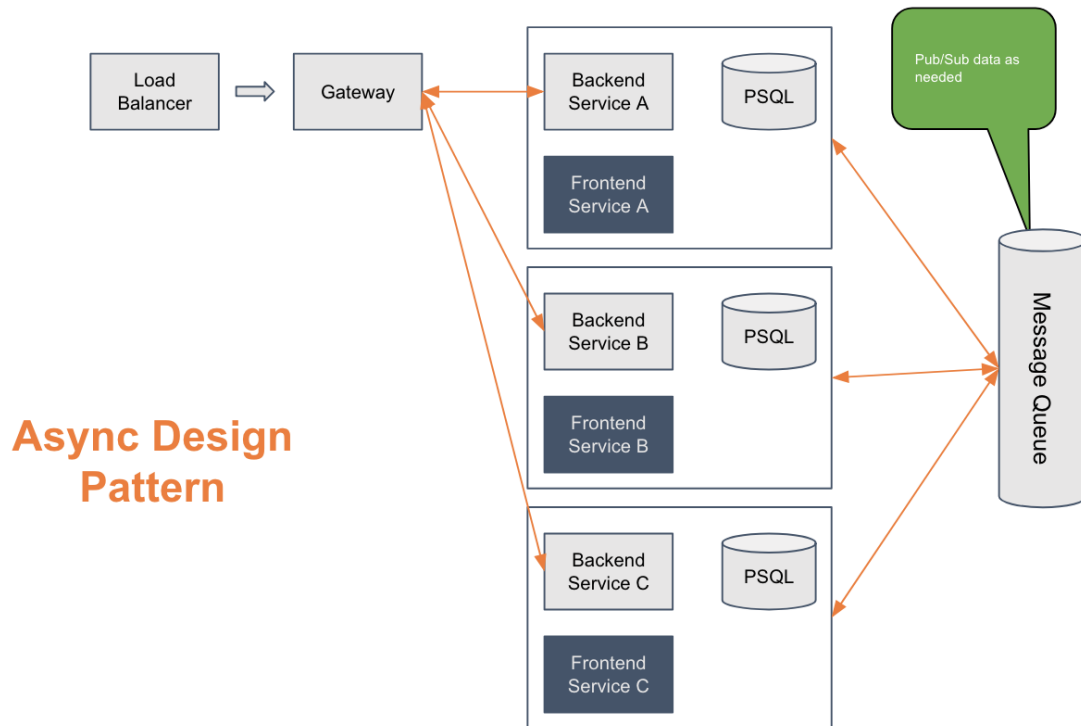 Load
Balancer
Gateway
Backend
Service A
PSQL
Frontend
Service A
Pub/Sub data as
needed
Backend
Service B
PSQL
Frontend
Service B
Message Queue
Async Design
Pattern
Backend
Service C
PSQL
Frontend
Service C